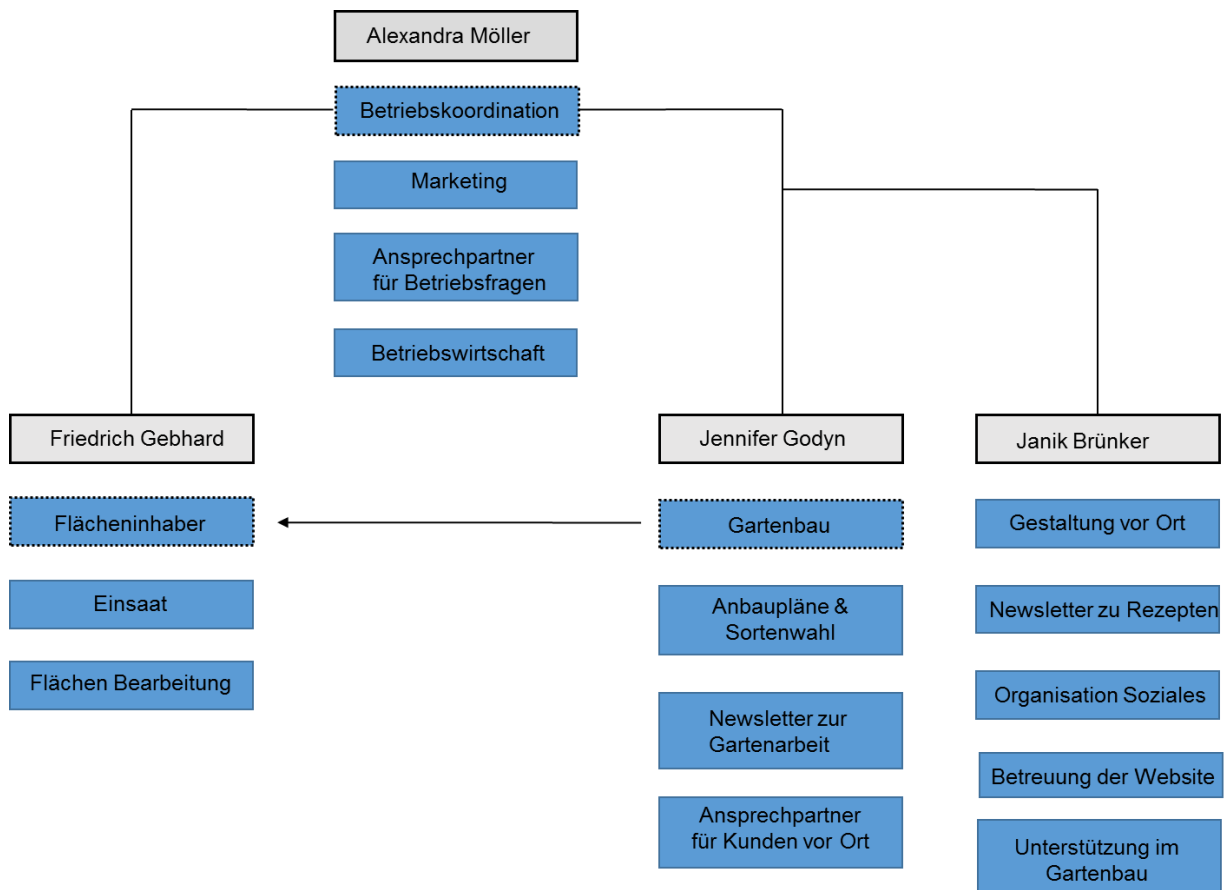 Alexandra Möller
Betriebskoordination
Marketing
Ansprechpartner
für Betriebsfragen
Betriebswirtschaft
Friedrich Gebhard
Flächeninhaber
Einsaat
Flächen Bearbeitung
Jennifer Godyn
Gartenbau
Anbaupläne &
Sortenwahl
Newsletter zur
Gartenarbeit
Ansprechpartner
für Kunden vor Ort
Janik Brünker
Gestaltung vor Ort
Newsletter zu Rezepten
Organisation Soziales
Betreuung der Website
Unterstützung im
Gartenbau